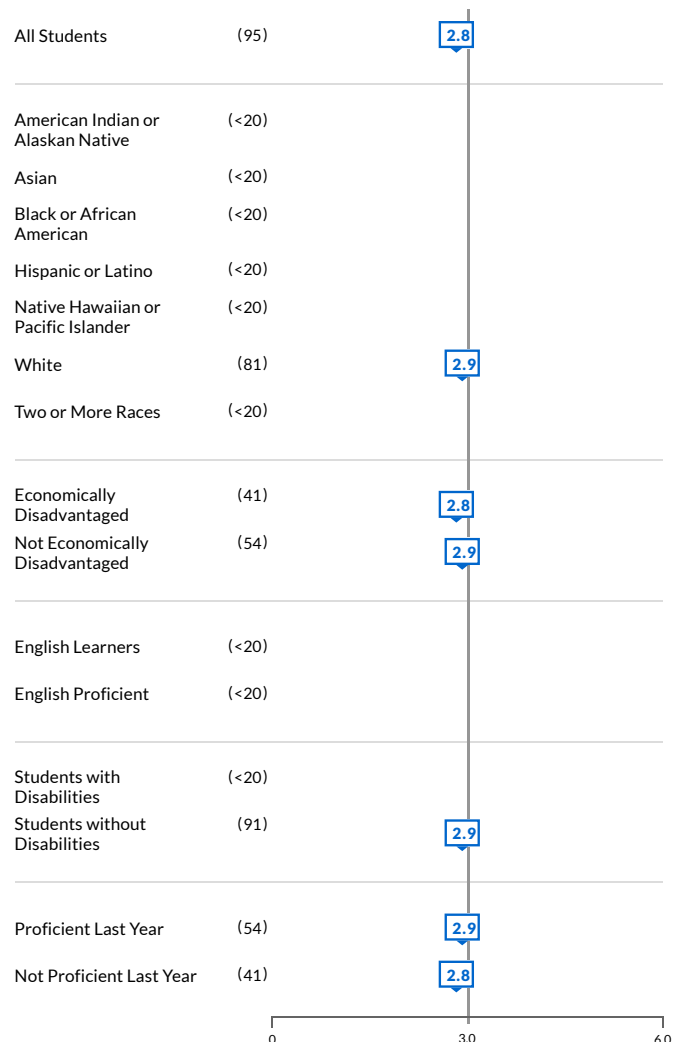 All Students (95) 2.8
American Indian or (<20)
Alaskan Native
Asian (<20)
Black or African (<20)
American
Hispanic or Latino (<20)
Native Hawaiian or (<20)
Pacific Islander
White (81) 2.9
Two or More Races (<20)
Economically (41) 2.8
Disadvantaged
Not Economically (54) 2.9
Disadvantaged
English Learners (<20)
English Proficient (<20)
Students with (<20)
Disabilities
Students without (91) 2.9
Disabilities
Proficient Last Year (54) 2.9
Not Proficient Last Year (41) 2.8
0 3.0 6.0